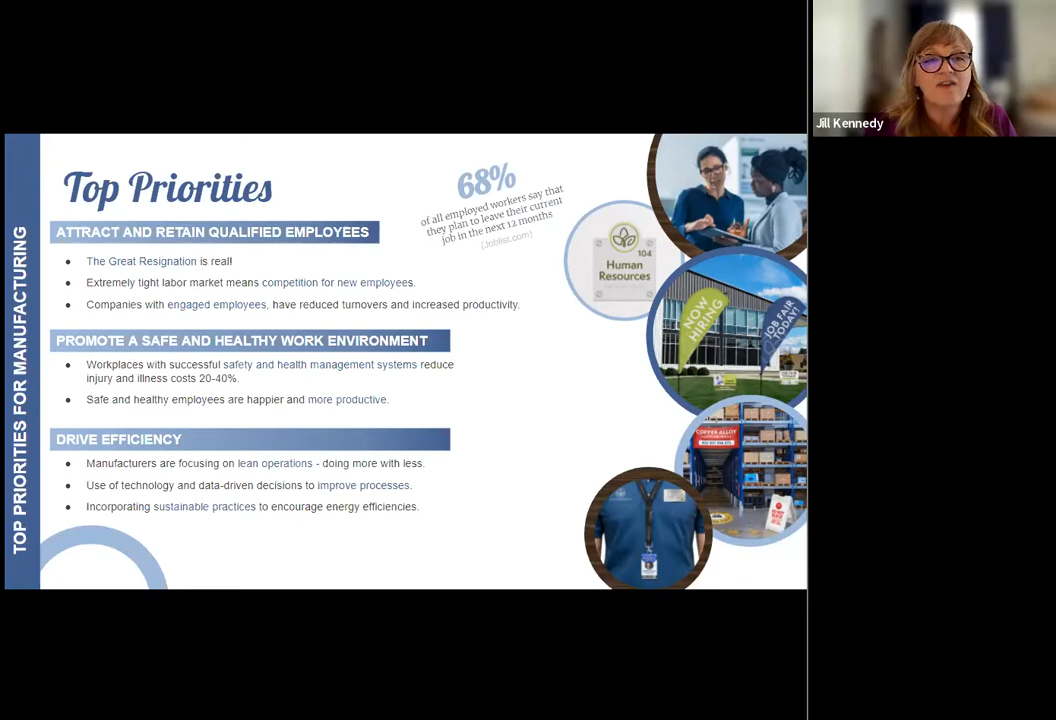 Jill Kennedy
TOP PRIORITIES FOR MANUFACTURING
Top Priorities
68%
of all employed workers say that
they plan to leave their current
job in the next 12 months
(Joblist.com)
ATTRACT AND RETAIN QUALIFIED EMPLOYEES
● The Great Resignation is real!
● Extremely tight labor market means competition for new employees.
● Companies with engaged employees, have reduced turnovers and increased productivity.
PROMOTE A SAFE AND HEALTHY WORK ENVIRONMENT
● Workplaces with successful safety and health management systems reduce
injury and illness costs 20-40%.
● Safe and healthy employees are happier and more productive.
DRIVE EFFICIENCY
● Manufacturers are focusing on lean operations - doing more with less.
● Use of technology and data-driven decisions to improve processes.
● Incorporating sustainable practices to encourage energy efficiencies.
104
Human
Resources
NOW
HIRING
JOB FAIR
TODAY!
COPPER ALLOY